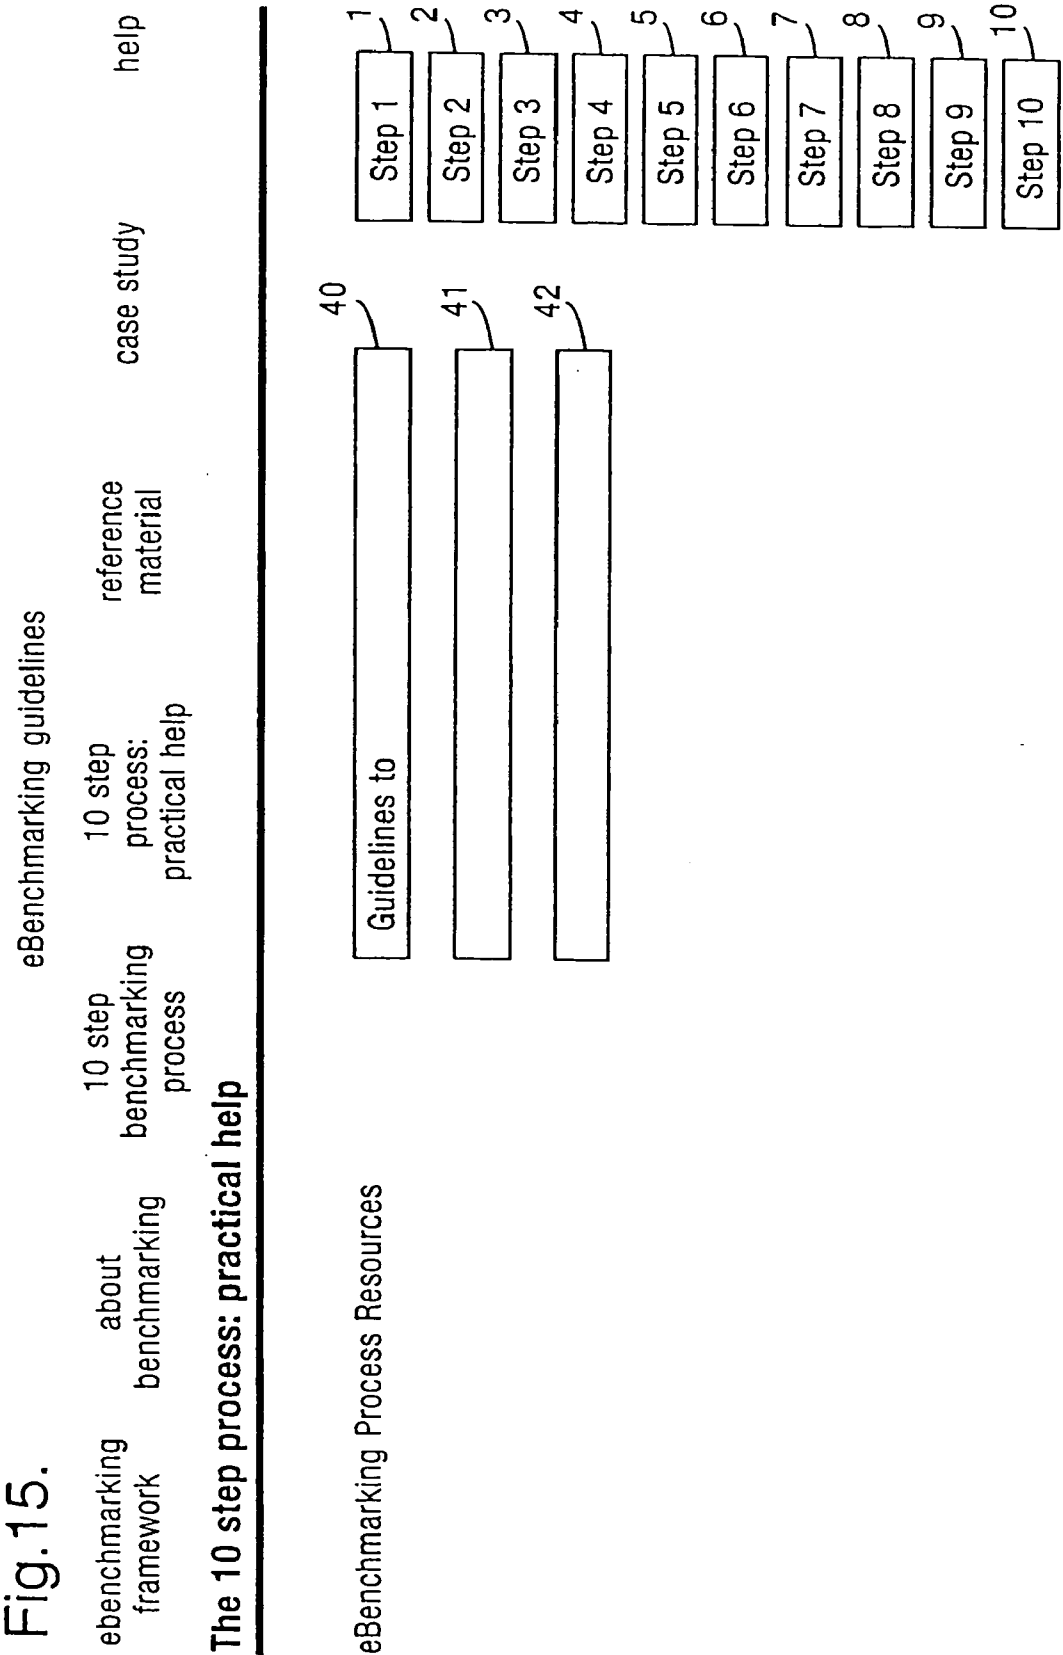 Fig.15.
eBenchmarking guidelines
ebenchmarking
framework
about
benchmarking
10 step
benchmarking
process
10 step
process:
practical help
reference
material
case study
help
The 10 step process: practical help
eBenchmarking Process Resources
Guidelines to
40
41
42
Step 1
1
Step 2
2
Step 3
3
Step 4
4
Step 5
5
Step 6
6
Step 7
7
Step 8
8
Step 9
9
Step 10
10